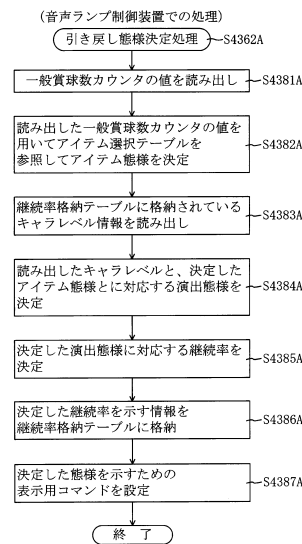 (音声ランプ制御装置での処理)
引き戻し態様決定処理 S4362A
一般賞球数カウンタの値を読み出し S4381A
読み出した一般賞球数カウンタの値を
用いてアイテム選択テーブルを S4382A
参照してアイテム態様を決定
継続率格納テーブルに格納されている S4383A
キャラレベル情報を読み出し
読み出したキャラレベルと、決定した
アイテム態様とに対応する演出態様を S4384A
決定
決定した演出態様に対応する継続率を S4385A
決定
決定した継続率を示す情報を S4386A
継続率格納テーブルに格納
決定した態様を示すための S4387A
表示用コマンドを設定
終了